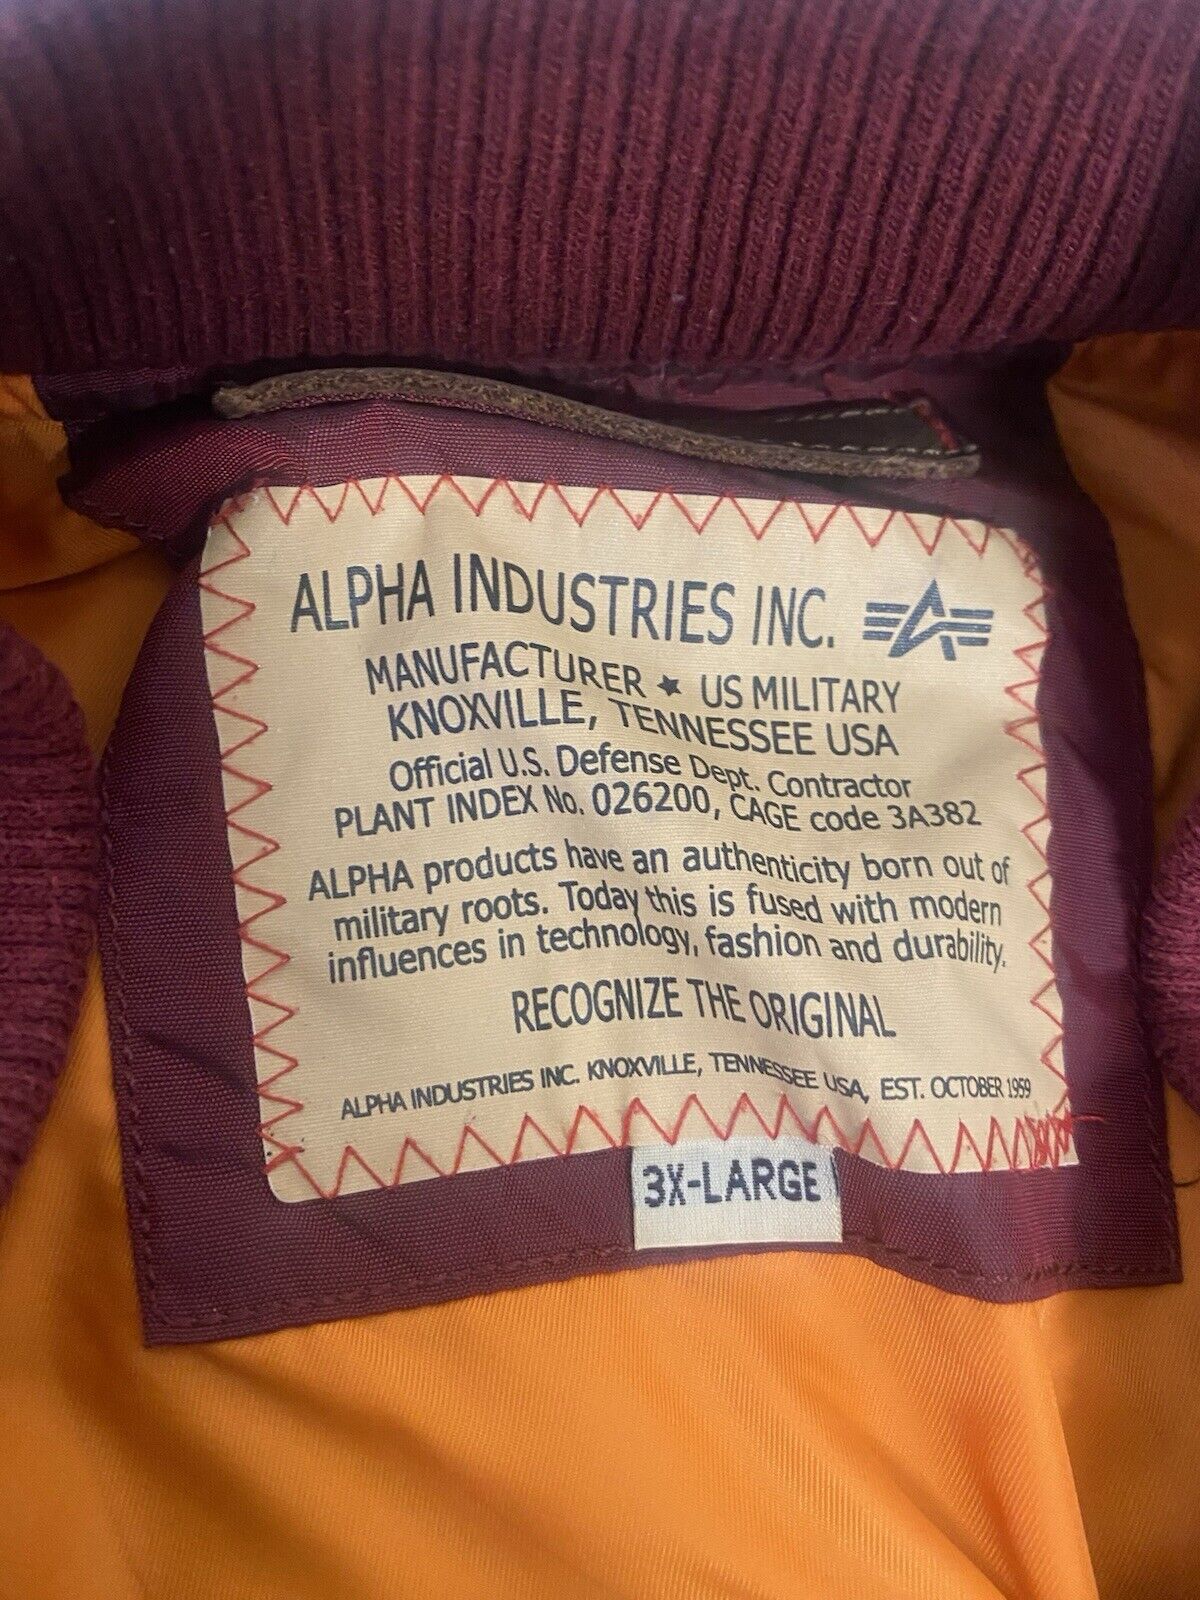 ALPHA INDUSTRIES INC.
MANUFACTURER ★ US MILITARY
KNOXVILLE, TENNESSEE USA
Official U.S. Defense Dept. Contractor
PLANT INDEX No. 026200, CAGE code 3A382
ALPHA products have an authenticity born out of
military roots. Today this is fused with modern
influences in technology, fashion and durability.
RECOGNIZE THE ORIGINAL
ALPHA INDUSTRIES INC. KNOXVILLE, TENNESSEE USA, EST. OCTOBER 1959
3X-LARGE